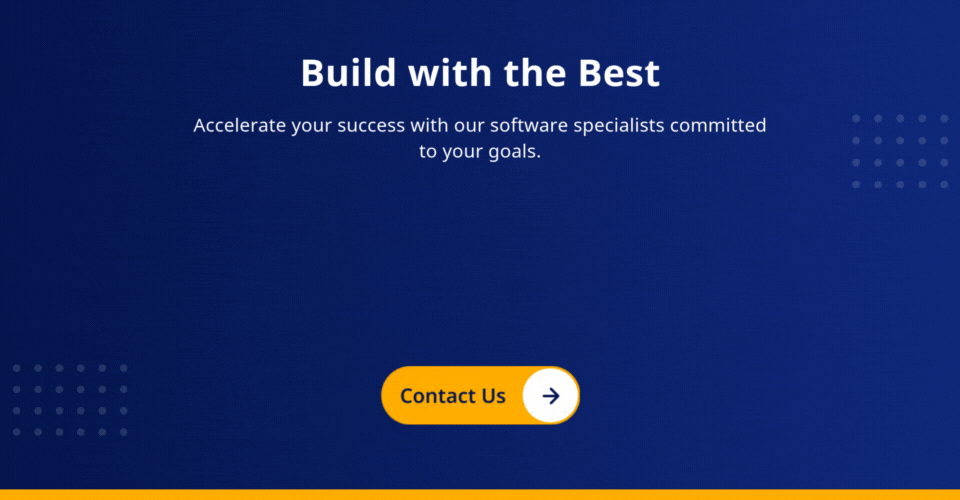 Build with the Best
Accelerate your success with our software specialists committed
to your goals.
Contact Us